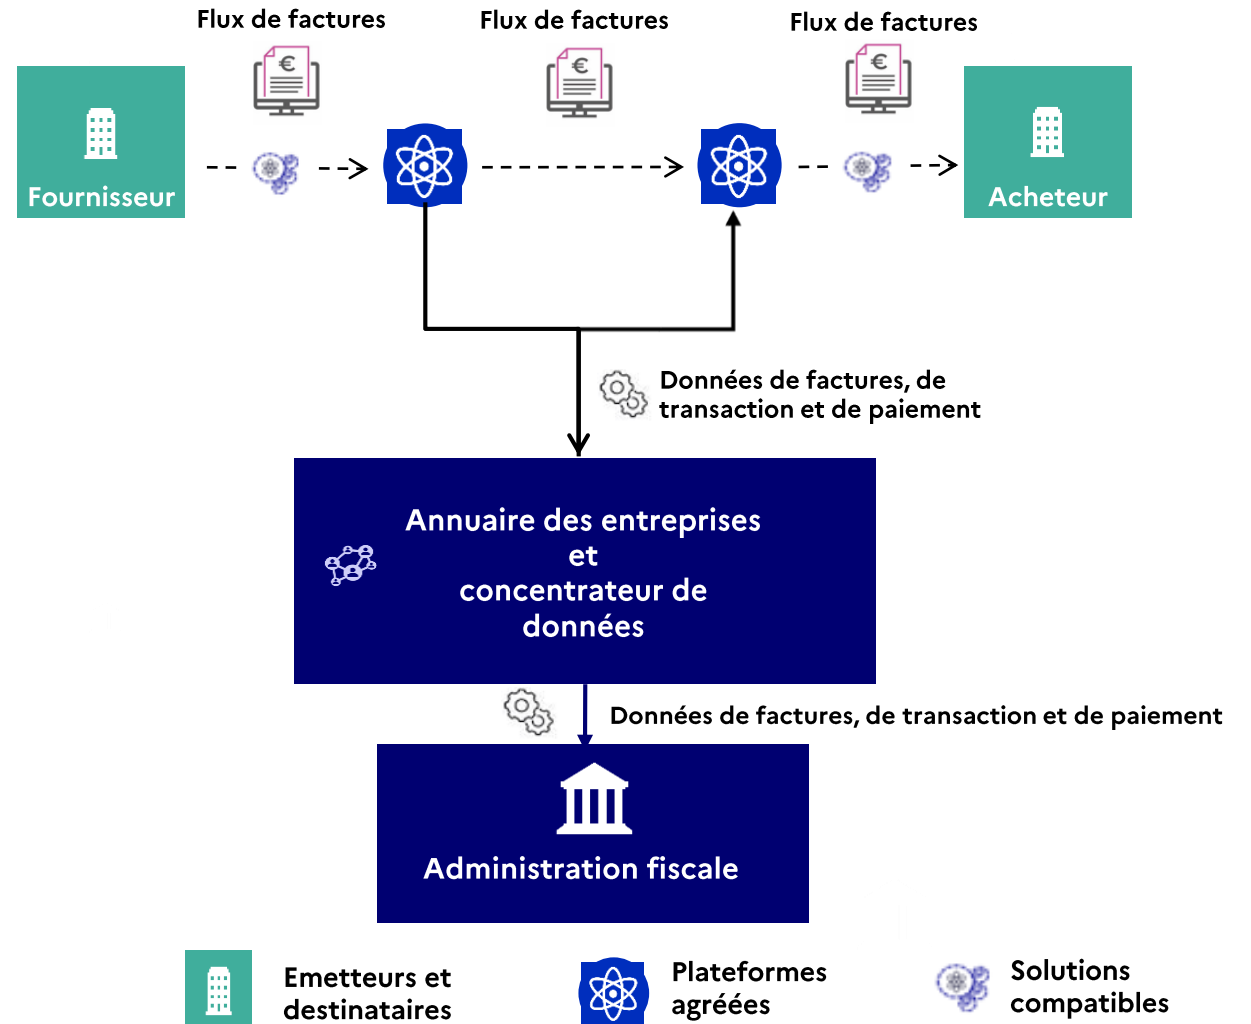 Flux de factures
Flux de factures
Flux de factures
Fournisseur
Acheteur
Données de factures, de
transaction et de paiement
Annuaire des entreprises
et
concentrateur de
données
Données de factures, de transaction et de paiement
Administration fiscale
Emetteurs et
destinataires
Plateformes
agréées
Solutions
compatibles